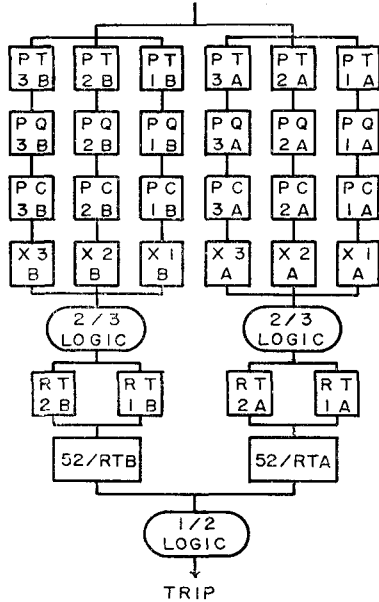 PT PT PT PT PT PT
3B 2B 1B 3A 2A 1A
PQ PQ PQ PQ PQ PQ
3B 2B 1B 3A 2A 1A
PC PC PC PC PC PC
3B 2B 1B 3A 2A 1A
X3 X2 X1 X3 X2 X1
B B B A A A
2/3 2/3
LOGIC LOGIC
RT RT RT RT
2B 1B 2A 1A
52/RTB 52/RTA
1/2
LOGIC
TRIP